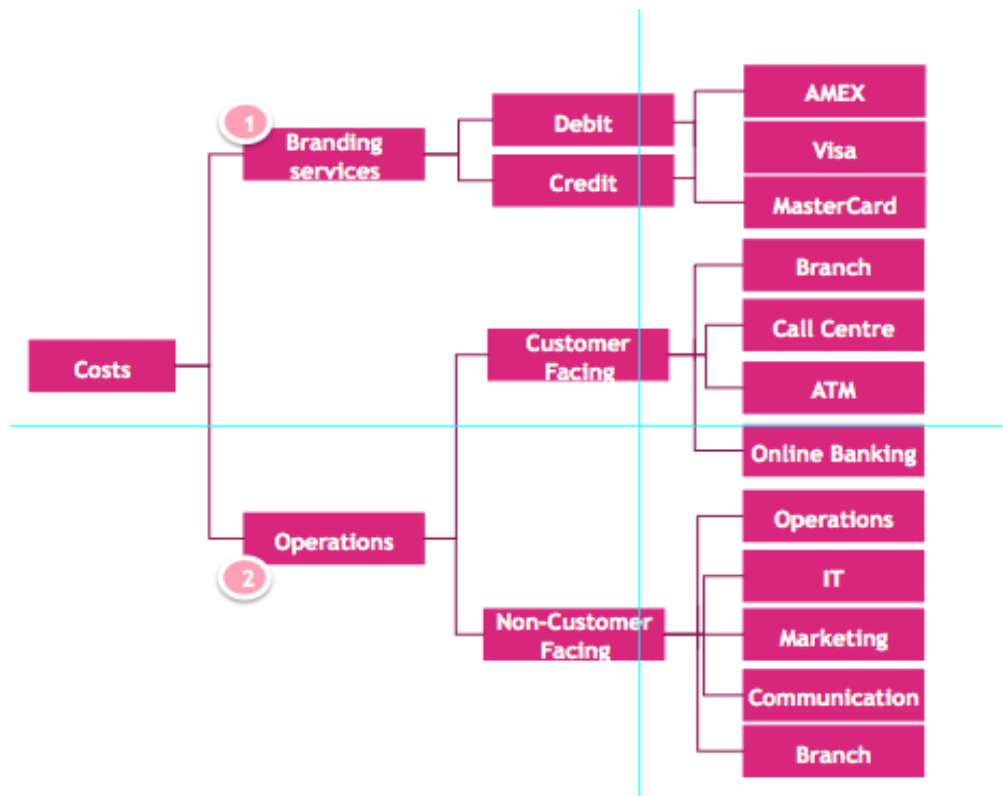 1
Branding
services
Debit
Credit
AMEX
Visa
MasterCard
Costs
Customer
Facing
Branch
Call Centre
ATM
Online Banking
Operations
2
Non-Customer
Facing
Operations
IT
Marketing
Communication
Branch